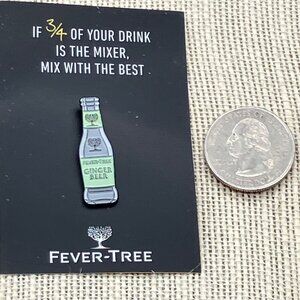 IF 3/4 OF YOUR DRINK
IS THE MIXER,
MIX WITH THE BEST
FEVER-TREE
GINGER
BEER
FEVER-TREE